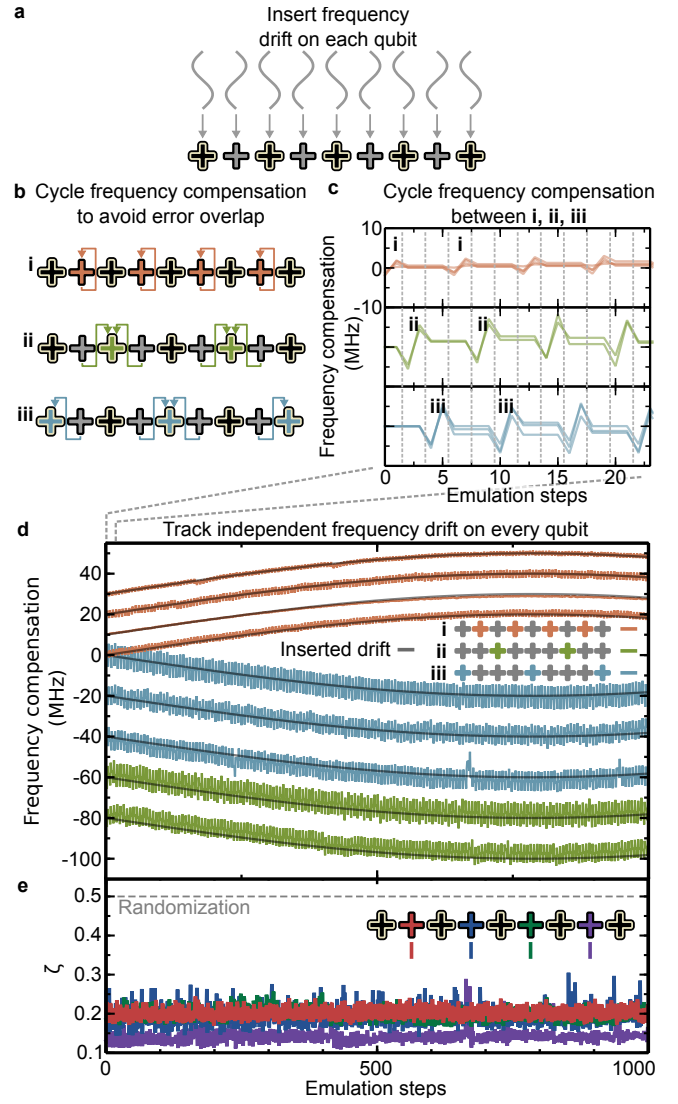 a
Insert frequency
drift on each qubit
b
Cycle frequency compensation
to avoid error overlap
i
ii
iii
c
Cycle frequency compensation
between i, ii, iii
Frequency compensation
(MHz)
10
0
10
i
i
ii
ii
iii
iii
0
5
10
15
20
Emulation steps
d
Track independent frequency drift on every qubit
Frequency compensation
(MHz)
40
20
0
-20
-40
-60
-80
-100
Inserted drift
i
ii
iii
e
Randomization
ζ
0.5
0.4
0.3
0.2
0.1
0
500
1000
Emulation steps